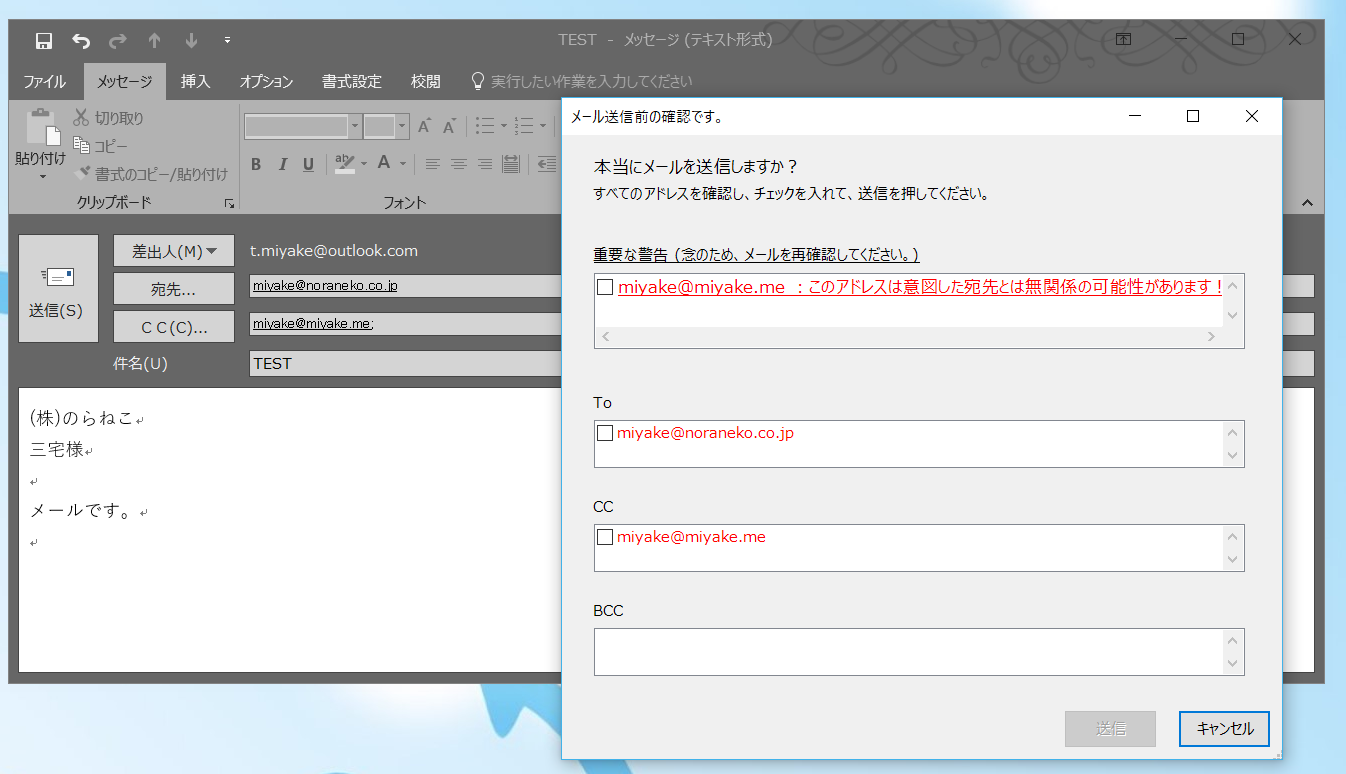 TEST - メッセージ (テキスト形式)
ファイル メッセージ 挿入 オプション 書式設定 校閲 実行したい作業を入力してください
貼り付け
切り取り
コピー
書式のコピー/貼り付け
クリップボード
A A
B I U ab A
フォント
送信(S)
差出人(M) t.miyake@outlook.com
宛先... miyake@noraneko.co.jp
ＣＣ(C)... miyake@miyake.me;
件名(U) TEST
(株)のらねこ
三宅様
メールです。
メール送信前の確認です。
本当にメールを送信しますか？
すべてのアドレスを確認し、チェックを入れて、送信を押してください。
重要な警告（念のため、メールを再確認してください。）
miyake@miyake.me ：このアドレスは意図した宛先とは無関係の可能性があります！
To
miyake@noraneko.co.jp
CC
miyake@miyake.me
BCC
送信 キャンセル